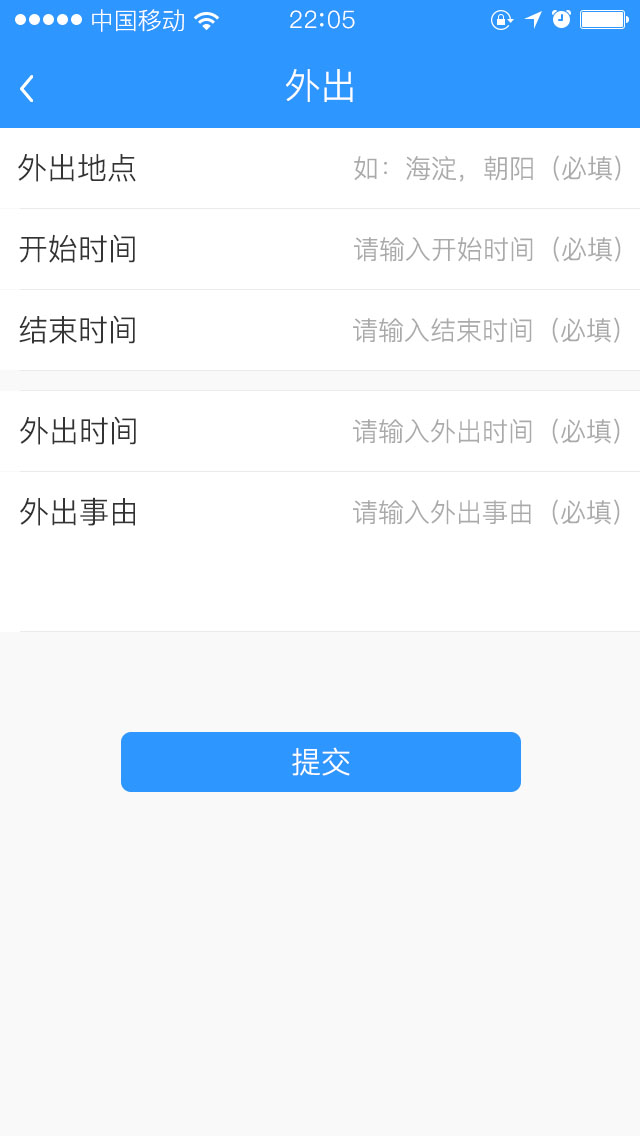 中国移动 22:05
外出
外出地点 如：海淀，朝阳（必填）
开始时间 请输入开始时间（必填）
结束时间 请输入结束时间（必填）
外出时间 请输入外出时间（必填）
外出事由 请输入外出事由（必填）
提交